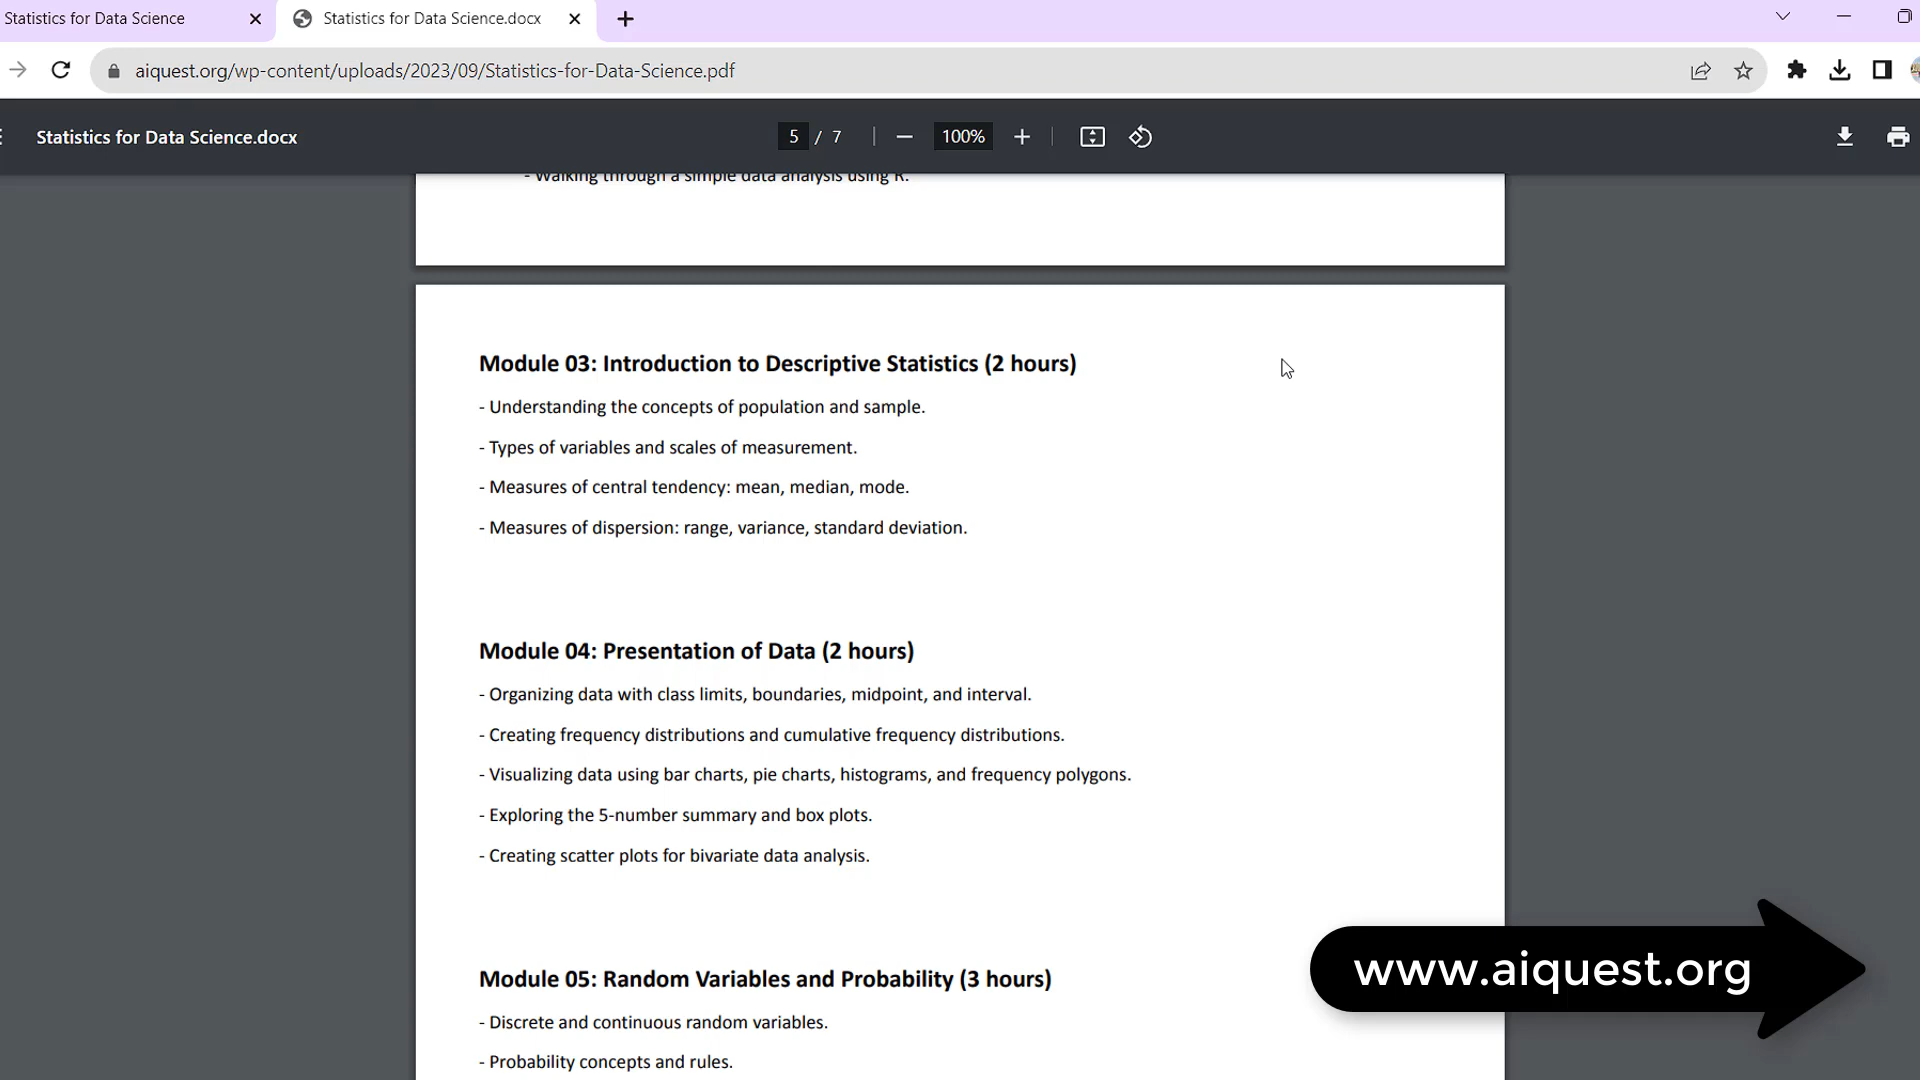 Statistics for Data Science
Statistics for Data Science.docx
aiquest.org/wp-content/uploads/2023/09/Statistics-for-Data-Science.pdf
Statistics for Data Science.docx
5 / 7
100%
- Walking through a simple data analysis using R.
Module 03: Introduction to Descriptive Statistics (2 hours)
- Understanding the concepts of population and sample.
- Types of variables and scales of measurement.
- Measures of central tendency: mean, median, mode.
- Measures of dispersion: range, variance, standard deviation.
Module 04: Presentation of Data (2 hours)
- Organizing data with class limits, boundaries, midpoint, and interval.
- Creating frequency distributions and cumulative frequency distributions.
- Visualizing data using bar charts, pie charts, histograms, and frequency polygons.
- Exploring the 5-number summary and box plots.
- Creating scatter plots for bivariate data analysis.
Module 05: Random Variables and Probability (3 hours)
- Discrete and continuous random variables.
- Probability concepts and rules.
www.aiquest.org